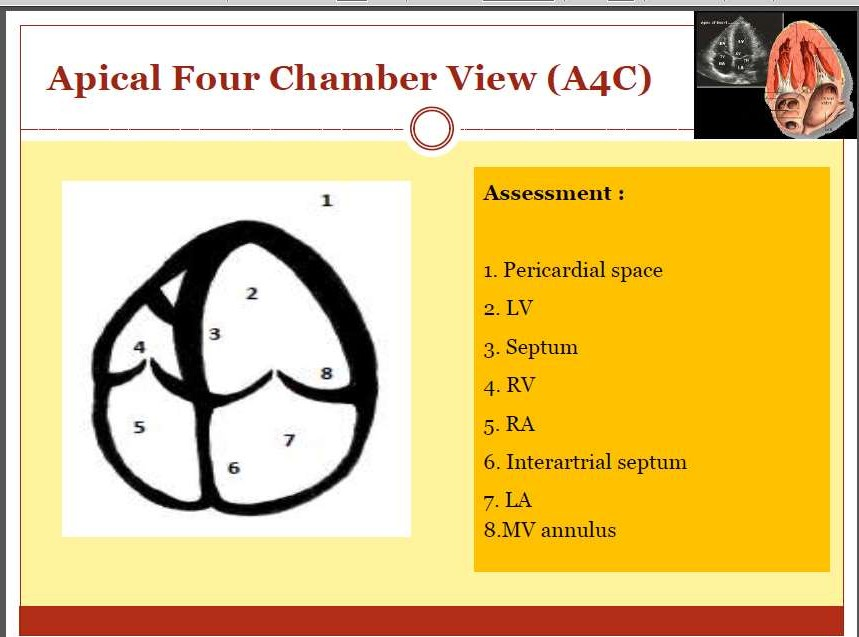 Apical Four Chamber View (A4C)
1
2
3
4
8
5
7
6
Assessment :
1. Pericardial space
2. LV
3. Septum
4. RV
5. RA
6. Interartrial septum
7. LA
8.MV annulus